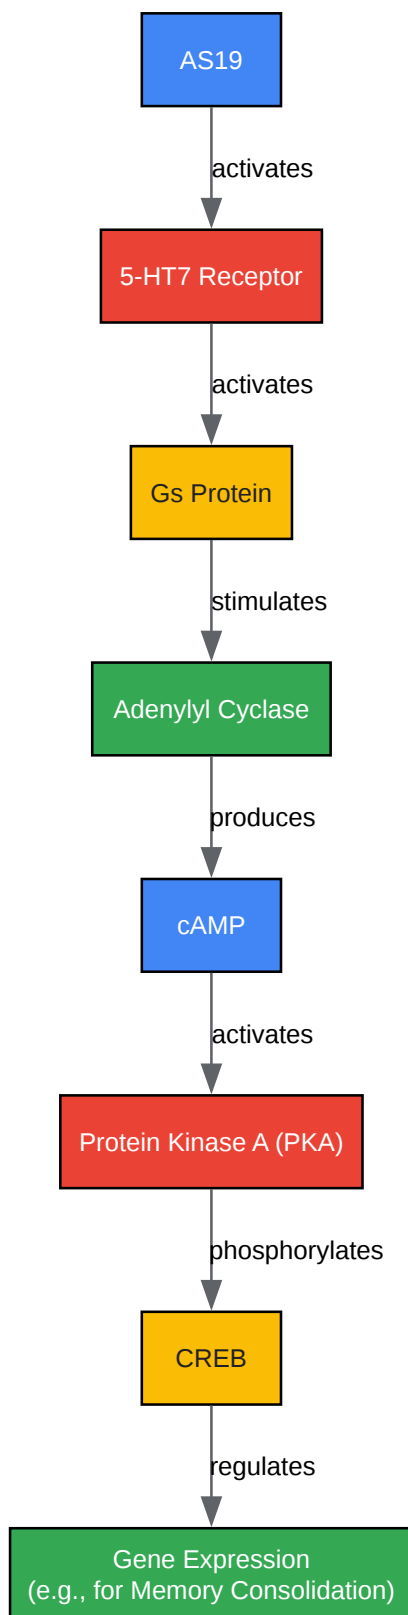 AS19
activates
5-HT7 Receptor
activates
Gs Protein
stimulates
Adenylyl Cyclase
produces
cAMP
activates
Protein Kinase A (PKA)
phosphorylates
CREB
regulates
Gene Expression
(e.g., for Memory Consolidation)